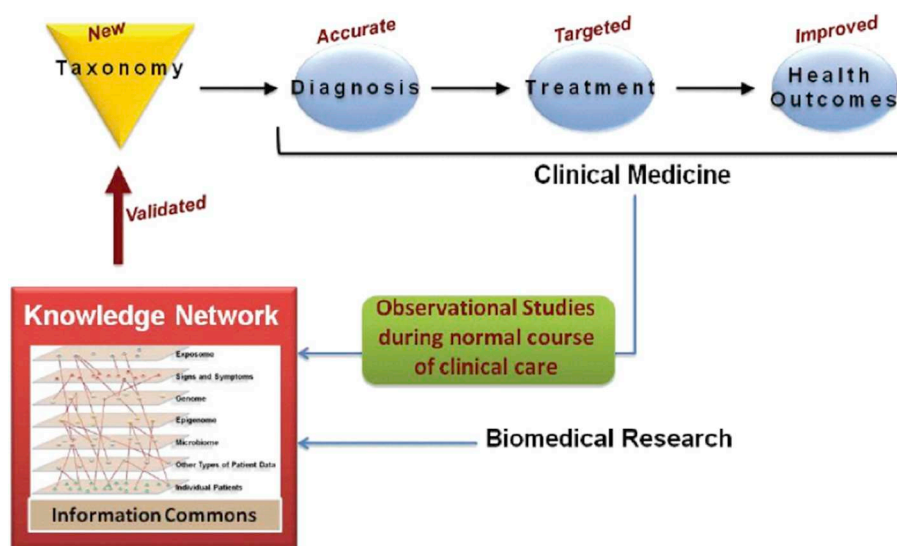 New
Taxonomy
Accurate
Diagnosis
Targeted
Treatment
Improved
Health
Outcomes
Clinical Medicine
Validated
Knowledge Network
Exposome
Signs and Symptoms
Genome
Epigenome
Microbiome
Other Types of Patient Data
Individual Patients
Information Commons
Observational Studies
during normal course
of clinical care
Biomedical Research